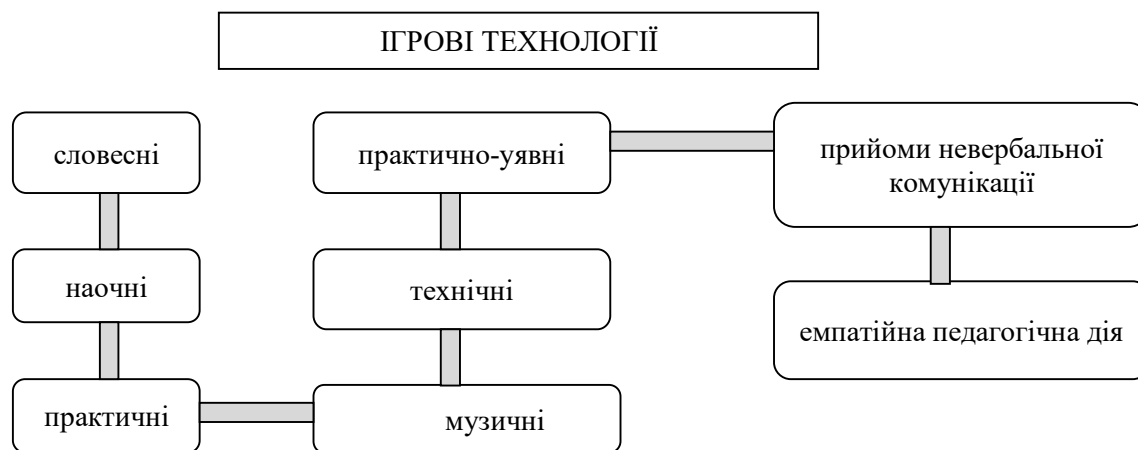 ІГРОВІ ТЕХНОЛОГІЇ
словесні
наочні
практичні
музичні
технічні
практично-уявні
прийоми невербальної
комунікації
емпатійна педагогічна дія